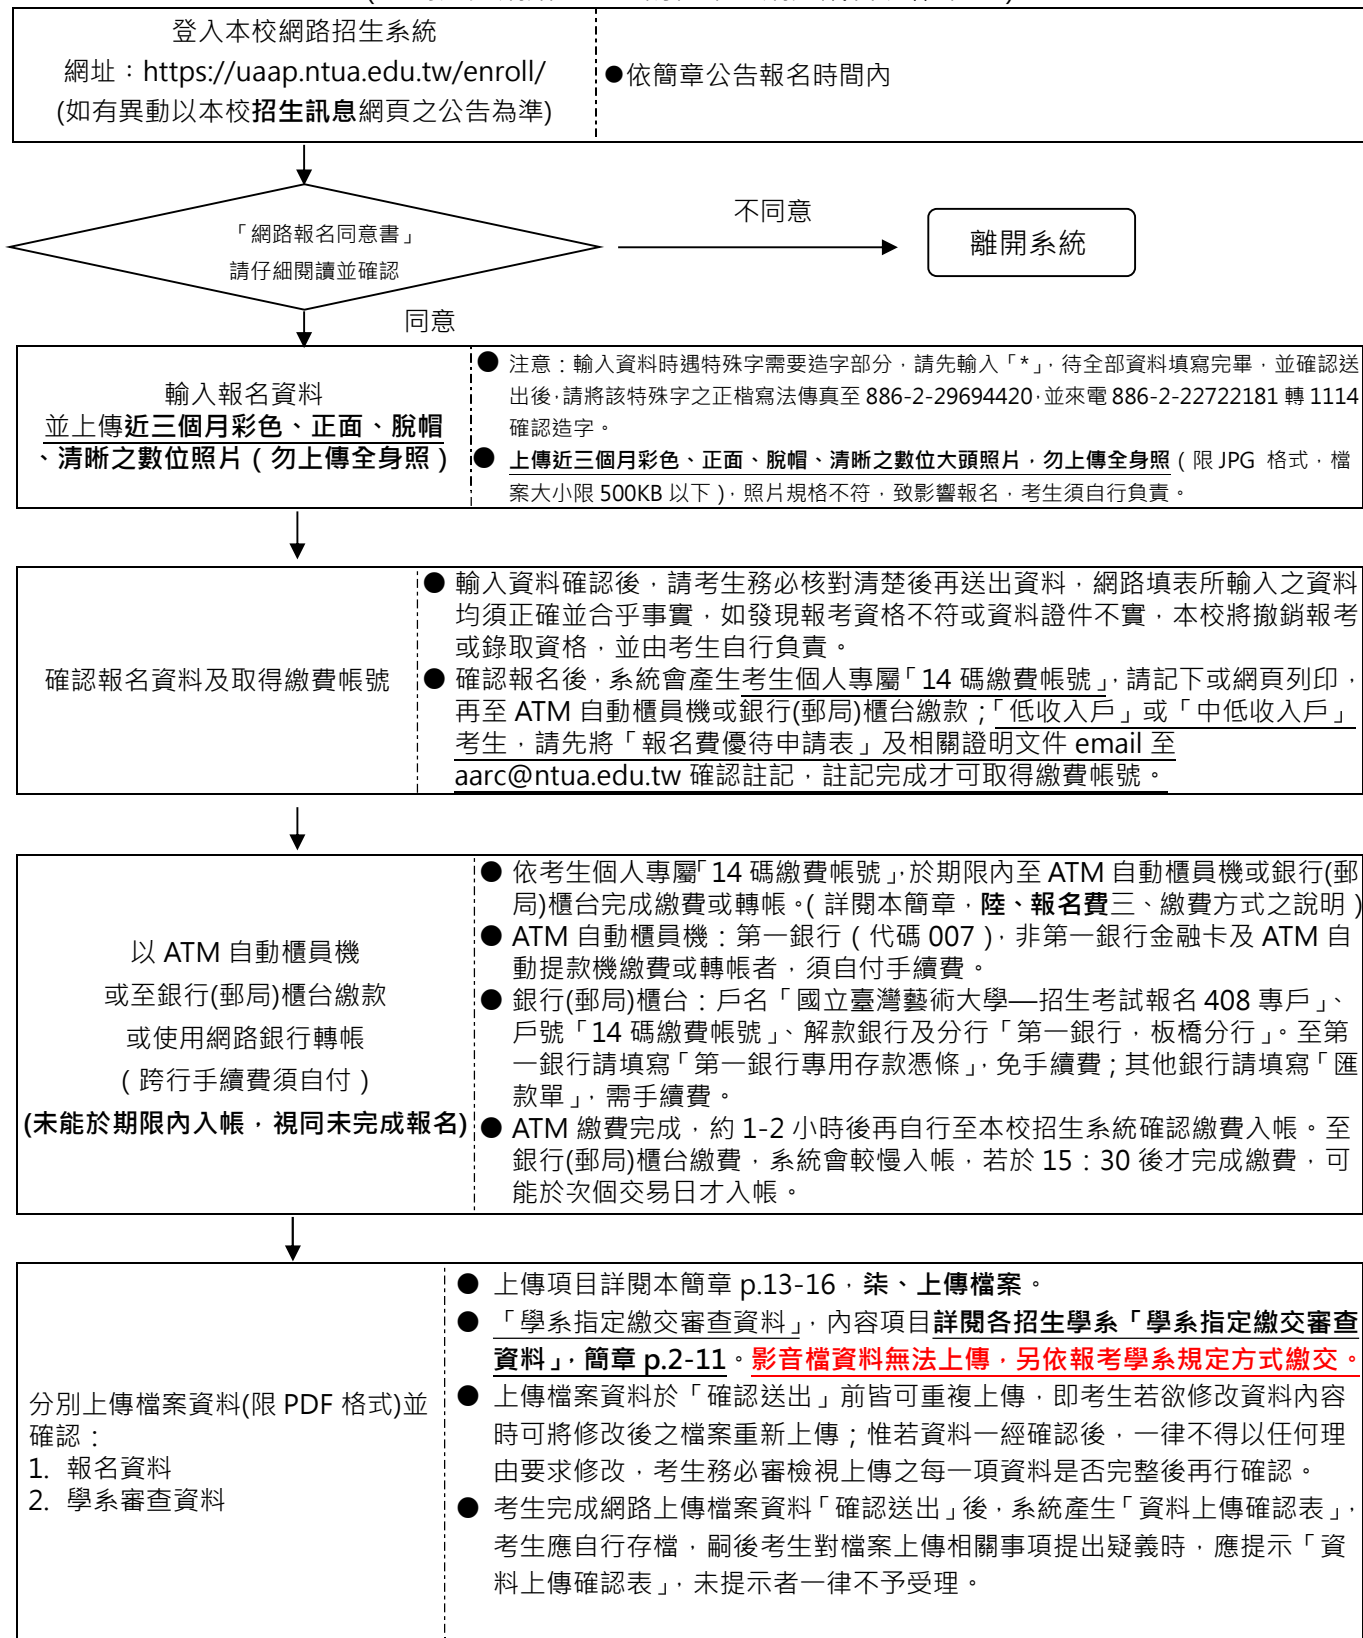 登入本校網路招生系統
網址：https://uaap.ntua.edu.tw/enroll/
(如有異動以本校招生訊息網頁之公告為準)
●依簡章公告報名時間內
「網路報名同意書」
請仔細閱讀並確認
不同意
離開系統
同意
輸入報名資料
並上傳近三個月彩色、正面、脫帽
、清晰之數位照片（勿上傳全身照）
● 注意：輸入資料時遇特殊字需要造字部分，請先輸入「*」，待全部資料填寫完畢，並確認送
出後，請將該特殊字之正楷寫法傳真至 886-2-29694420，並來電 886-2-22722181 轉 1114
確認造字。
● 上傳近三個月彩色、正面、脫帽、清晰之數位大頭照片，勿上傳全身照（限 JPG 格式，檔
案大小限 500KB 以下），照片規格不符，致影響報名，考生須自行負責。
確認報名資料及取得繳費帳號
● 輸入資料確認後，請考生務必核對清楚後再送出資料，網路填表所輸入之資料
均須正確並合乎事實，如發現報考資格不符或資料證件不實，本校將撤銷報考
或錄取資格，並由考生自行負責。
● 確認報名後，系統會產生考生個人專屬「14 碼繳費帳號」，請記下或網頁列印，
再至 ATM 自動櫃員機或銀行(郵局)櫃台繳款；「低收入戶」或「中低收入戶」
考生，請先將「報名費優待申請表」及相關證明文件 email 至
aarc@ntua.edu.tw 確認註記，註記完成才可取得繳費帳號。
以 ATM 自動櫃員機
或至銀行(郵局)櫃台繳款
或使用網路銀行轉帳
（跨行手續費須自付）
(未能於期限內入帳，視同未完成報名)
● 依考生個人專屬「14 碼繳費帳號」，於期限內至 ATM 自動櫃員機或銀行(郵
局)櫃台完成繳費或轉帳。（詳閱本簡章，陸、報名費三、繳費方式之說明）
● ATM 自動櫃員機：第一銀行（代碼 007），非第一銀行金融卡及 ATM 自
動提款機繳費或轉帳者，須自付手續費。
● 銀行(郵局)櫃台：戶名「國立臺灣藝術大學—招生考試報名 408 專戶」、
戶號「14 碼繳費帳號」、解款銀行及分行「第一銀行，板橋分行」。至第
一銀行請填寫「第一銀行專用存款憑條」，免手續費；其他銀行請填寫「匯
款單」，需手續費。
● ATM 繳費完成，約 1-2 小時後再自行至本校招生系統確認繳費入帳。至
銀行(郵局)櫃台繳費，系統會較慢入帳，若於 15：30 後才完成繳費，可
能於次個交易日才入帳。
分別上傳檔案資料(限 PDF 格式)並
確認：
1. 報名資料
2. 學系審查資料
● 上傳項目詳閱本簡章 p.13-16，柒、上傳檔案。
● 「學系指定繳交審查資料」，內容項目詳閱各招生學系「學系指定繳交審查
資料」，簡章 p.2-11。影音檔資料無法上傳，另依報考學系規定方式繳交。
● 上傳檔案資料於「確認送出」前皆可重複上傳，即考生若欲修改資料內容
時可將修改後之檔案重新上傳；惟若資料一經確認後，一律不得以任何理
由要求修改，考生務必審檢視上傳之每一項資料是否完整後再行確認。
● 考生完成網路上傳檔案資料「確認送出」後，系統產生「資料上傳確認表」，
考生應自行存檔，嗣後考生對檔案上傳相關事項提出疑義時，應提示「資
料上傳確認表」，未提示者一律不予受理。